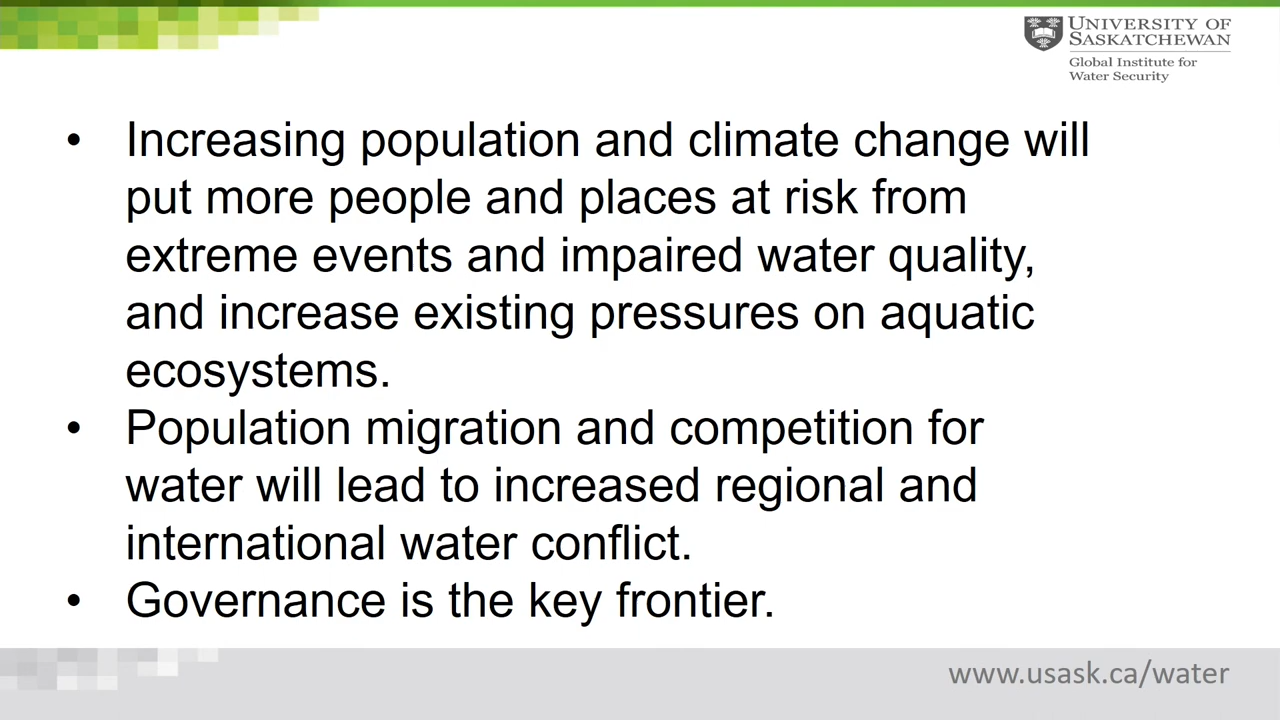 UNIVERSITY OF
SASKATCHEWAN
Global Institute for
Water Security
• Increasing population and climate change will
put more people and places at risk from
extreme events and impaired water quality,
and increase existing pressures on aquatic
ecosystems.
• Population migration and competition for
water will lead to increased regional and
international water conflict.
• Governance is the key frontier.
www.usask.ca/water